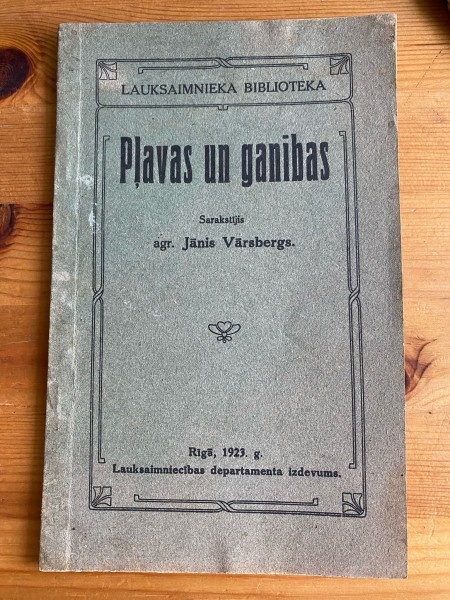 LAUKSAIMNIEKA BIBLIOTEKA
Pļavas un ganības
Sarakstījis
agr. Jānis Vārsbergs.
Rīgā, 1923. g.
Lauksaimniecības departamenta izdevums.